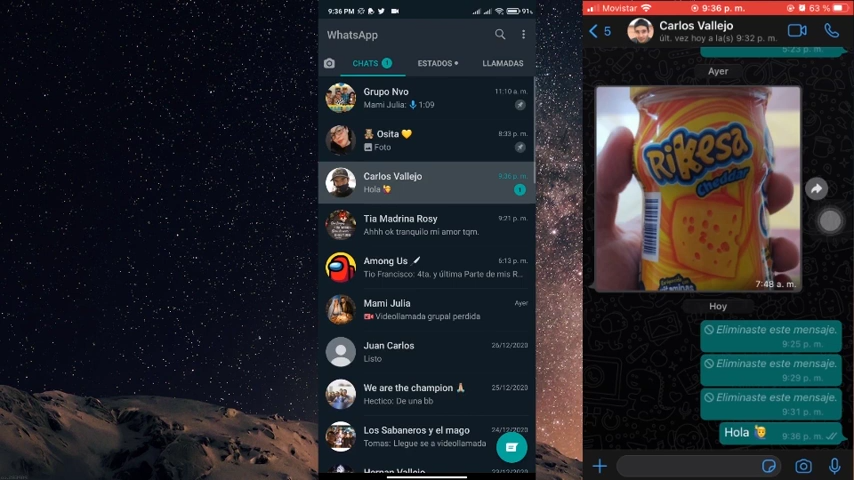 9:36 PM
91%
WhatsApp
CHATS 1
ESTADOS
LLAMADAS
Grupo Nvo
11:10 a. m.
Mami Julia: 1:09
Osita
8:33 p. m.
Foto
Carlos Vallejo
9:36 p. m.
Hola
1
Tia Madrina Rosy
9:21 p. m.
Ahhh ok tranquilo mi amor tqm.
Among Us
6:13 p. m.
Tio Francisco: 4ta. y última Parte de mis R...
Mami Julia
Ayer
Videollamada grupal perdida
Juan Carlos
26/12/2023
Listo
We are the champion
25/12/2023
Hectico: De una bb
Los Sabaneros y el mago
24/12/2023
Tomas: Llegue se a videollamada
Hernan Vallejo
23/12/2023
Movistar
9:36 p. m.
63 %
5
Carlos Vallejo
últ. vez hoy a la(s) 9:32 p. m.
5:23 p. m.
Ayer
Rikesa
Cheddar
vitaminas
7:48 a. m.
Hoy
Eliminaste este mensaje.
9:25 p. m.
Eliminaste este mensaje.
9:29 p. m.
Eliminaste este mensaje.
9:31 p. m.
Hola
9:36 p. m.